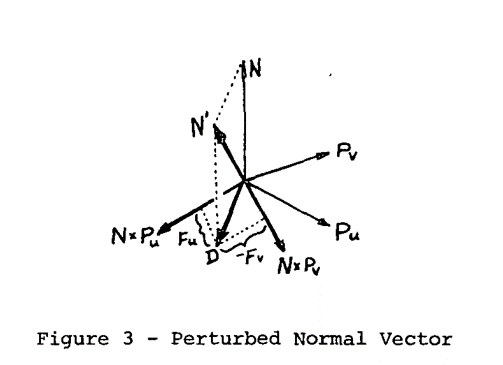 N
N'
Pv
Pu
N×Pu
Fu
D
-Fv
N×Pv
Figure 3 - Perturbed Normal Vector